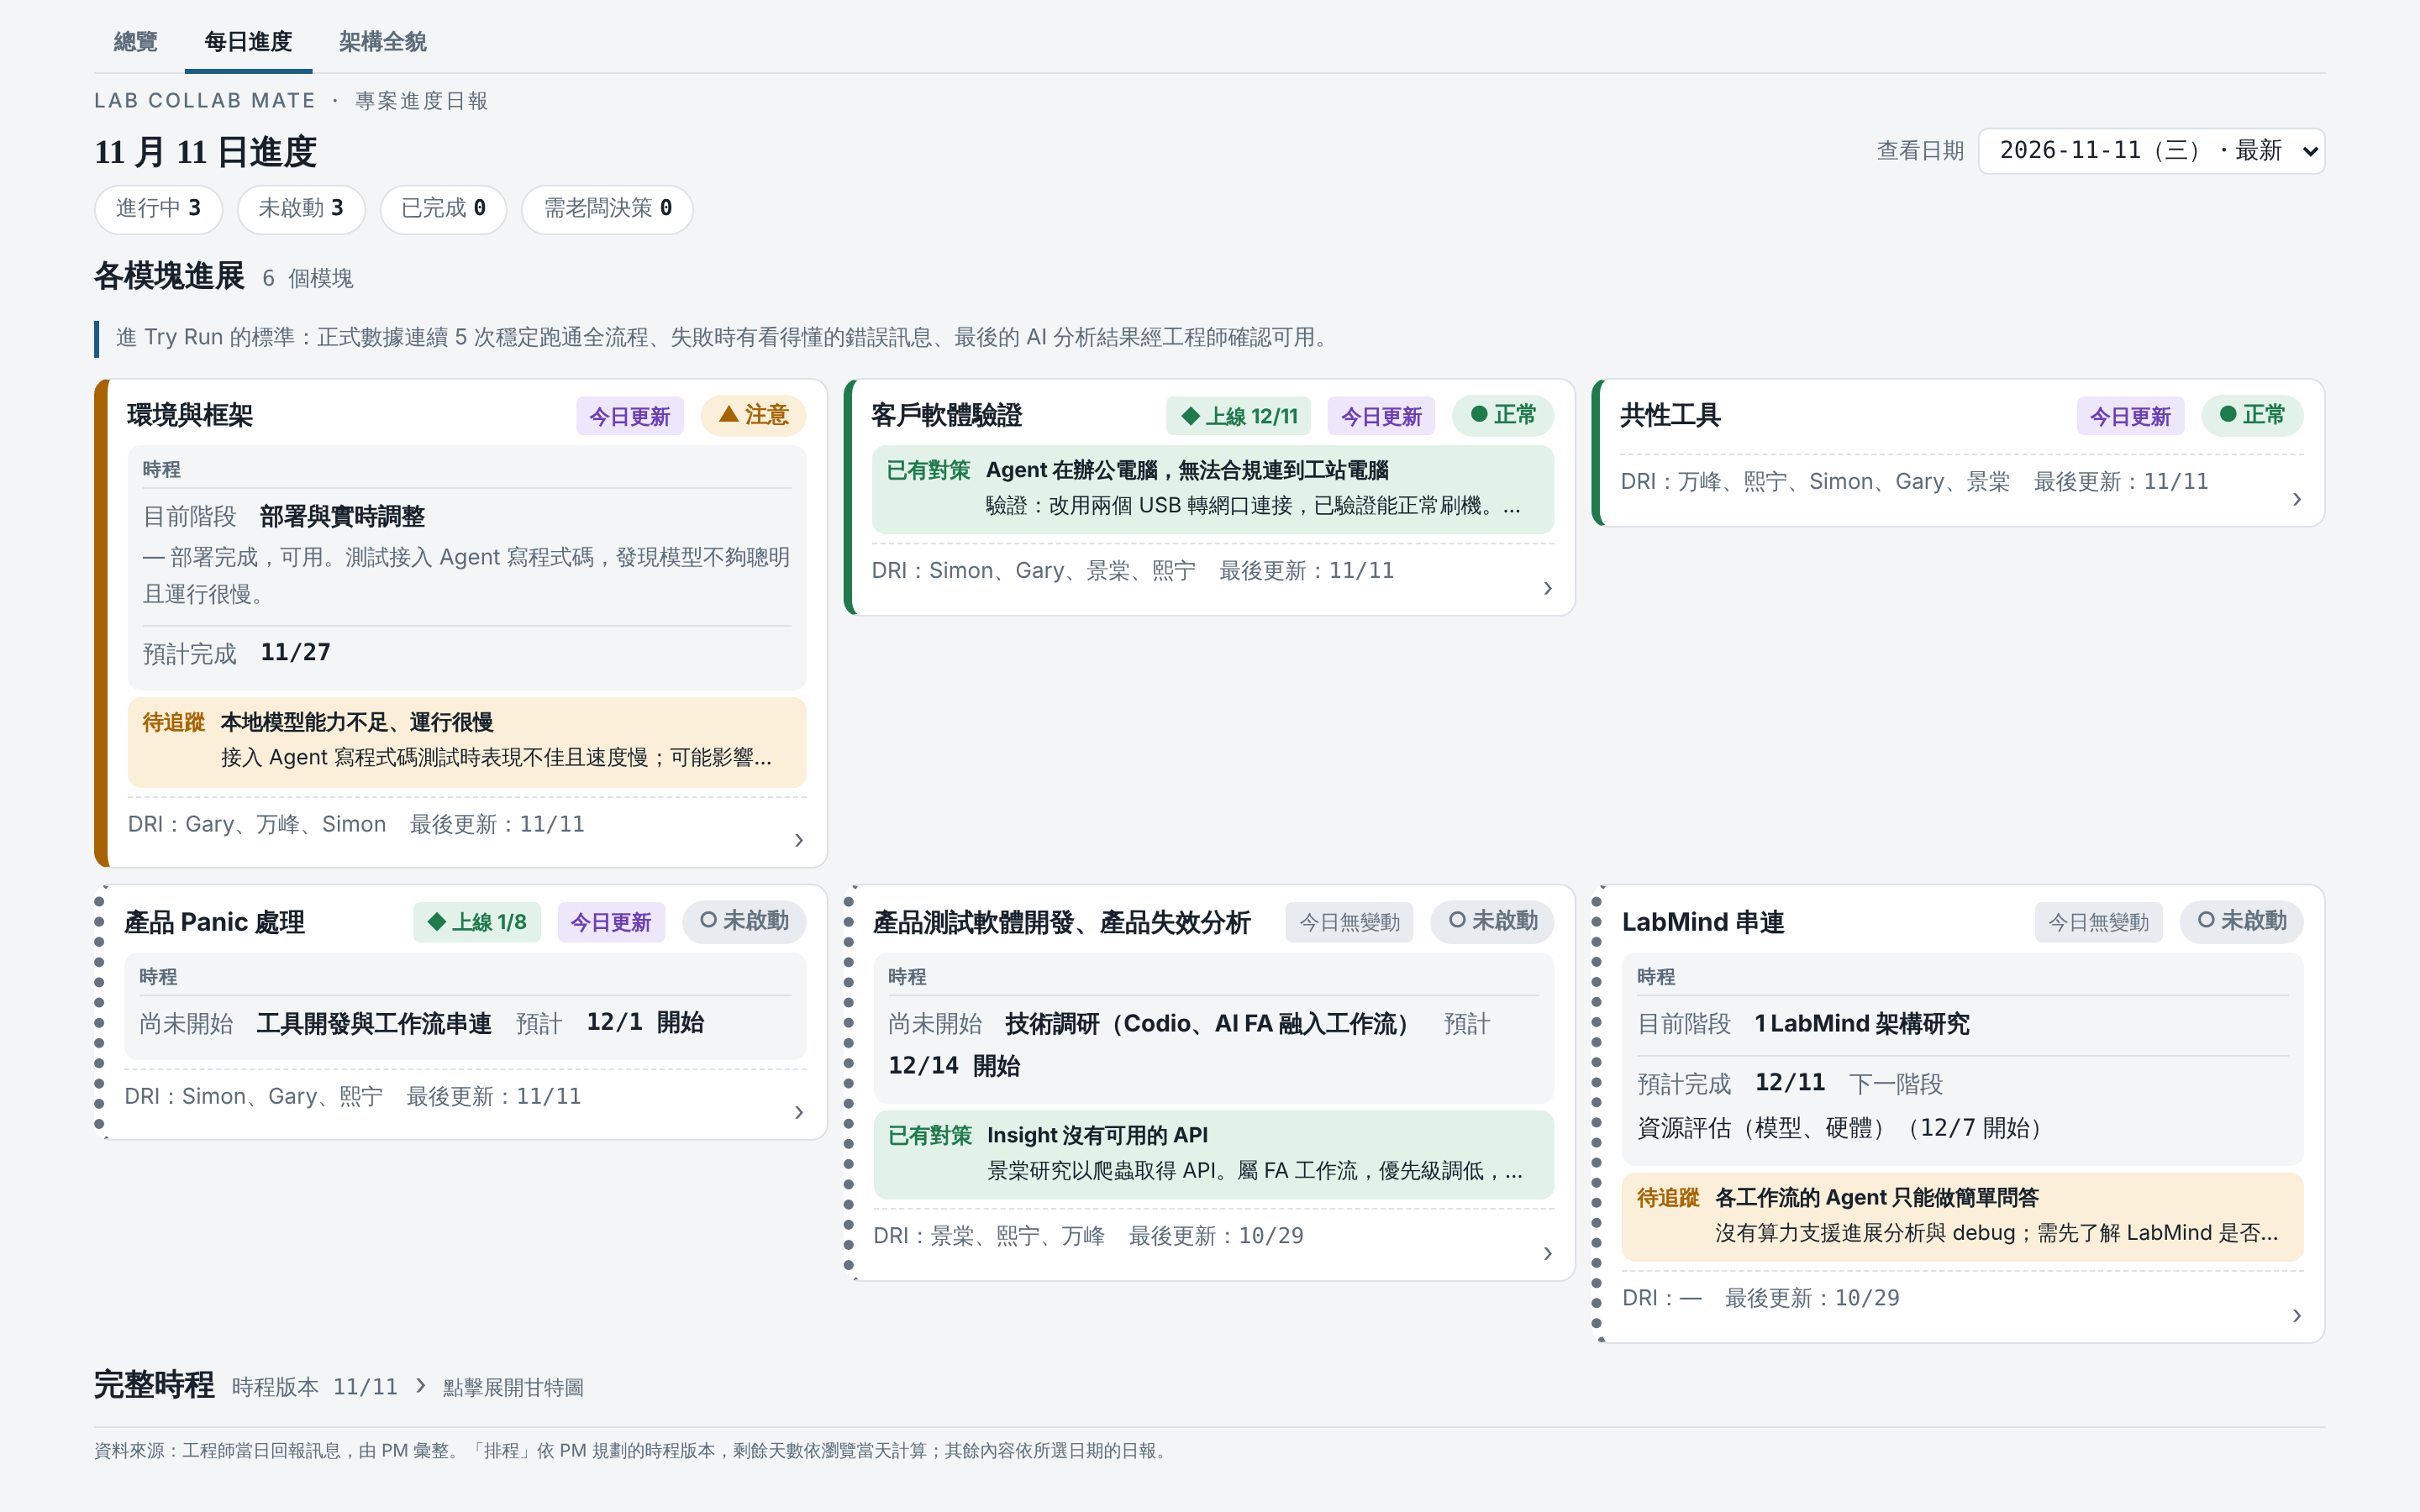 總覽
每日進度
架構全貌
LAB COLLAB MATE · 專案進度日報
11 月 11 日進度
查看日期
2026-11-11（三）· 最新
進行中 3
未啟動 3
已完成 0
需老闆決策 0
各模塊進展 6 個模塊
進 Try Run 的標準：正式數據連續 5 次穩定跑通全流程、失敗時有看得懂的錯誤訊息、最後的 AI 分析結果經工程師確認可用。
環境與框架 今日更新 ▲ 注意
時程
目前階段 部署與實時調整
— 部署完成，可用。測試接入 Agent 寫程式碼，發現模型不夠聰明
且運行很慢。
預計完成 11/27
待追蹤 本地模型能力不足、運行很慢
接入 Agent 寫程式碼測試時表現不佳且速度慢；可能影響...
DRI：Gary、万峰、Simon 最後更新：11/11
›
客戶軟體驗證 ◆ 上線 12/11 今日更新 ● 正常
已有對策 Agent 在辦公電腦，無法合規連到工站電腦
驗證：改用兩個 USB 轉網口連接，已驗證能正常刷機。...
DRI：Simon、Gary、景棠、熙宁 最後更新：11/11
›
共性工具 今日更新 ● 正常
DRI：万峰、熙宁、Simon、Gary、景棠 最後更新：11/11
›
產品 Panic 處理 ◆ 上線 1/8 今日更新 ○ 未啟動
時程
尚未開始 工具開發與工作流串連 預計 12/1 開始
DRI：Simon、Gary、熙宁 最後更新：11/11
›
產品測試軟體開發、產品失效分析 今日無變動 ○ 未啟動
時程
尚未開始 技術調研（Codio、AI FA 融入工作流） 預計
12/14 開始
已有對策 Insight 沒有可用的 API
景棠研究以爬蟲取得 API。屬 FA 工作流，優先級調低，...
DRI：景棠、熙宁、万峰 最後更新：10/29
›
LabMind 串連 今日無變動 ○ 未啟動
時程
目前階段 1 LabMind 架構研究
預計完成 12/11 下一階段
資源評估（模型、硬體）（12/7 開始）
待追蹤 各工作流的 Agent 只能做簡單問答
沒有算力支援進展分析與 debug；需先了解 LabMind 是否...
DRI：— 最後更新：10/29
›
完整時程 時程版本 11/11 › 點擊展開甘特圖
資料來源：工程師當日回報訊息，由 PM 彙整。「排程」依 PM 規劃的時程版本，剩餘天數依瀏覽當天計算；其餘內容依所選日期的日報。